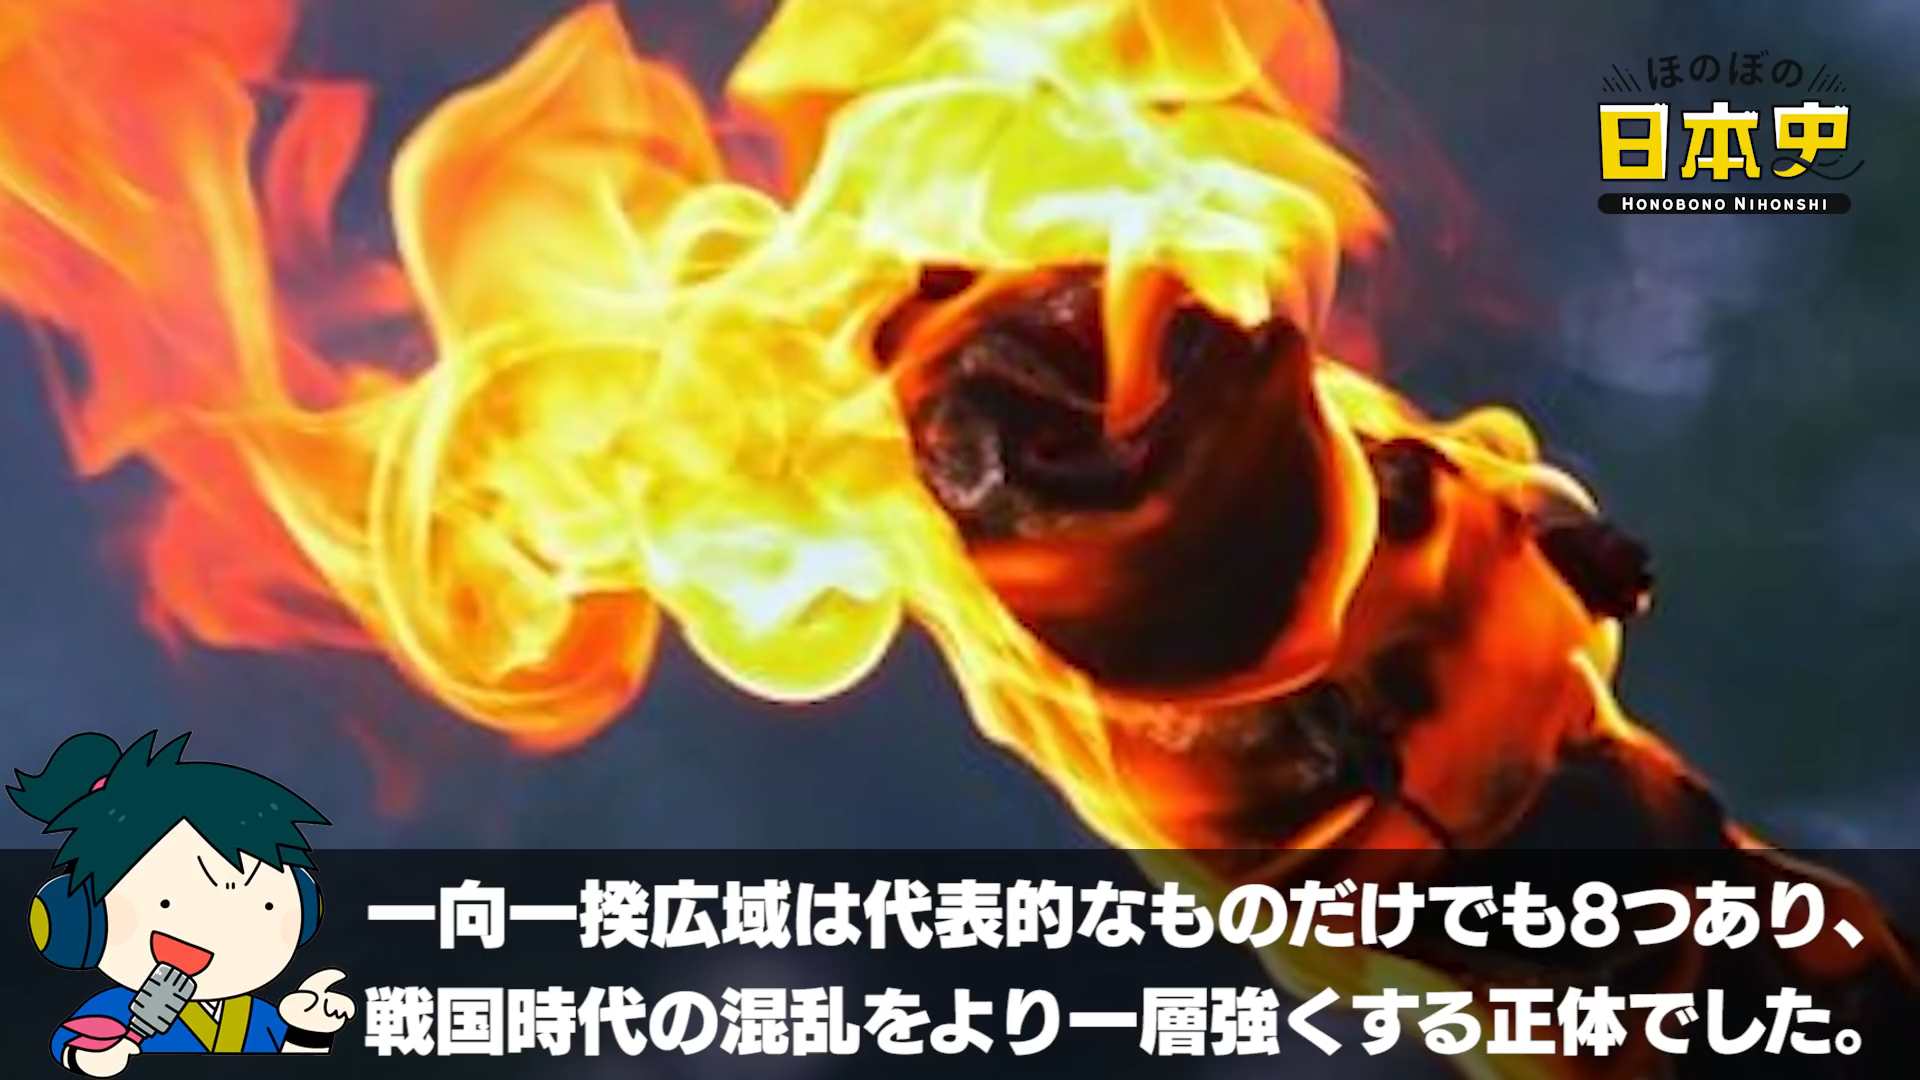 ほのぼの
日本史
HONOBONO NIHONSHI
一向一揆広域は代表的なものだけでも8つあり、
戦国時代の混乱をより一層強くする正体でした。